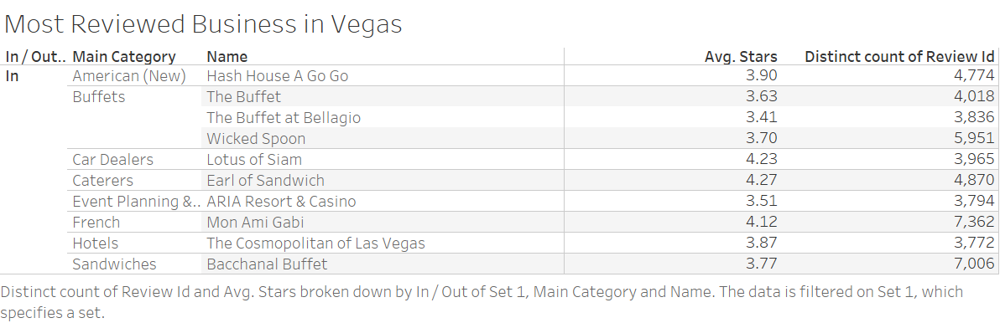 Most Reviewed Business in Vegas
In / Out.. Main Category Name Avg. Stars Distinct count of Review Id
In American (New) Hash House A Go Go 3.90 4,774
Buffets The Buffet 3.63 4,018
The Buffet at Bellagio 3.41 3,836
Wicked Spoon 3.70 5,951
Car Dealers Lotus of Siam 4.23 3,965
Caterers Earl of Sandwich 4.27 4,870
Event Planning &.. ARIA Resort & Casino 3.51 3,794
French Mon Ami Gabi 4.12 7,362
Hotels The Cosmopolitan of Las Vegas 3.87 3,772
Sandwiches Bacchanal Buffet 3.77 7,006
Distinct count of Review Id and Avg. Stars broken down by In / Out of Set 1, Main Category and Name. The data is filtered on Set 1, which
specifies a set.